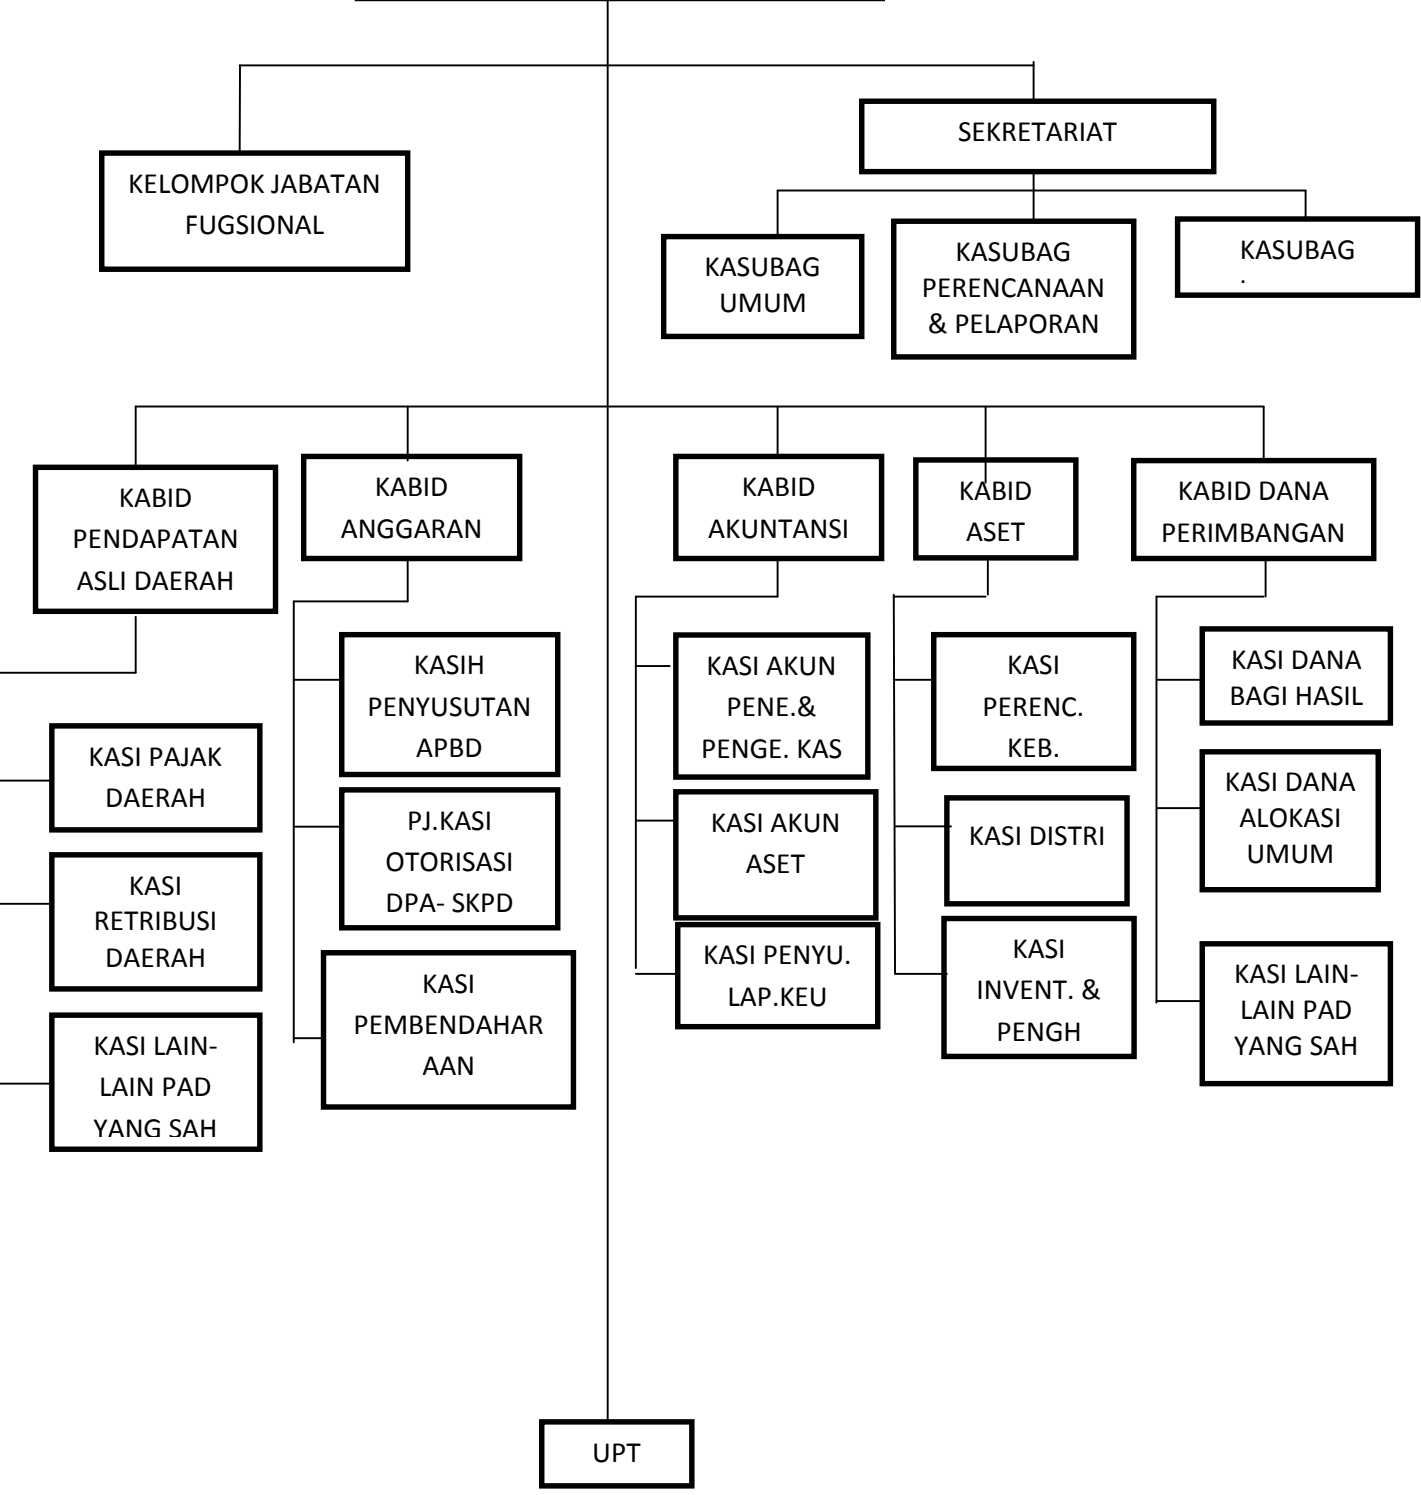 SEKRETARIAT
KELOMPOK JABATAN
FUGSIONAL
KASUBAG
UMUM
KASUBAG
PERENCANAAN
& PELAPORAN
KASUBAG
.
KABID
PENDAPATAN
ASLI DAERAH
KABID
ANGGARAN
KABID
AKUNTANSI
KABID
ASET
KABID DANA
PERIMBANGAN
KASI PAJAK
DAERAH
KASI
RETRIBUSI
DAERAH
KASI LAIN-
LAIN PAD
YANG SAH
KASIH
PENYUSUTAN
APBD
PJ.KASI
OTORISASI
DPA- SKPD
KASI
PEMBENDAHAR
AAN
KASI AKUN
PENE.&
PENGE. KAS
KASI AKUN
ASET
KASI PENYU.
LAP.KEU
KASI
PERENC.
KEB.
KASI DISTRI
KASI
INVENT. &
PENGH
KASI DANA
BAGI HASIL
KASI DANA
ALOKASI
UMUM
KASI LAIN-
LAIN PAD
YANG SAH
UPT